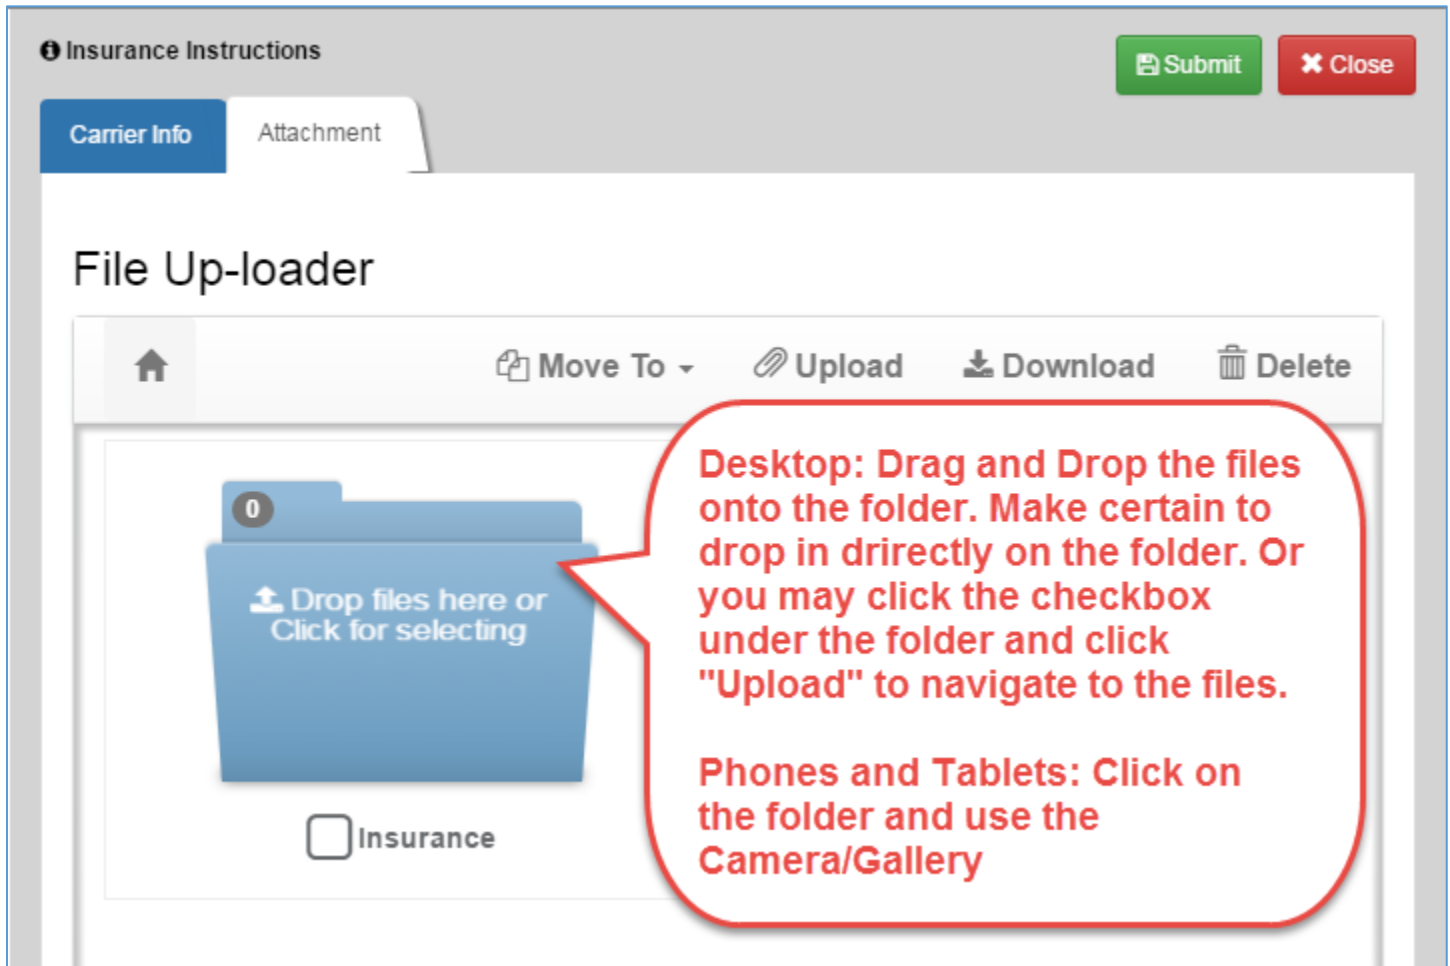 Insurance Instructions
Submit
Close
Carrier Info
Attachment
File Up-loader
Move To
Upload
Download
Delete
0
Drop files here or
Click for selecting
Insurance
Desktop: Drag and Drop the files
onto the folder. Make certain to
drop in drirectly on the folder. Or
you may click the checkbox
under the folder and click
"Upload" to navigate to the files.
Phones and Tablets: Click on
the folder and use the
Camera/Gallery